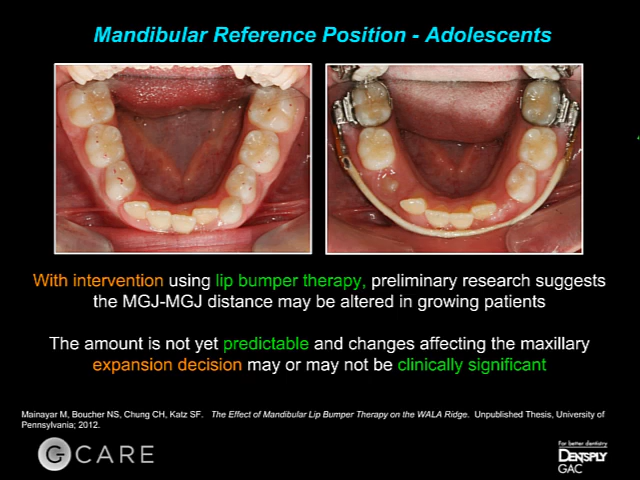 Mandibular Reference Position - Adolescents
With intervention using lip bumper therapy, preliminary research suggests
the MGJ-MGJ distance may be altered in growing patients
The amount is not yet predictable and changes affecting the maxillary
expansion decision may or may not be clinically significant
Mainayar M, Boucher NS, Chung CH, Katz SF. The Effect of Mandibular Lip Bumper Therapy on the WALA Ridge. Unpublished Thesis, University of
Pennsylvania; 2012.
G CARE
For better dentistry
DENTSPLY
GAC